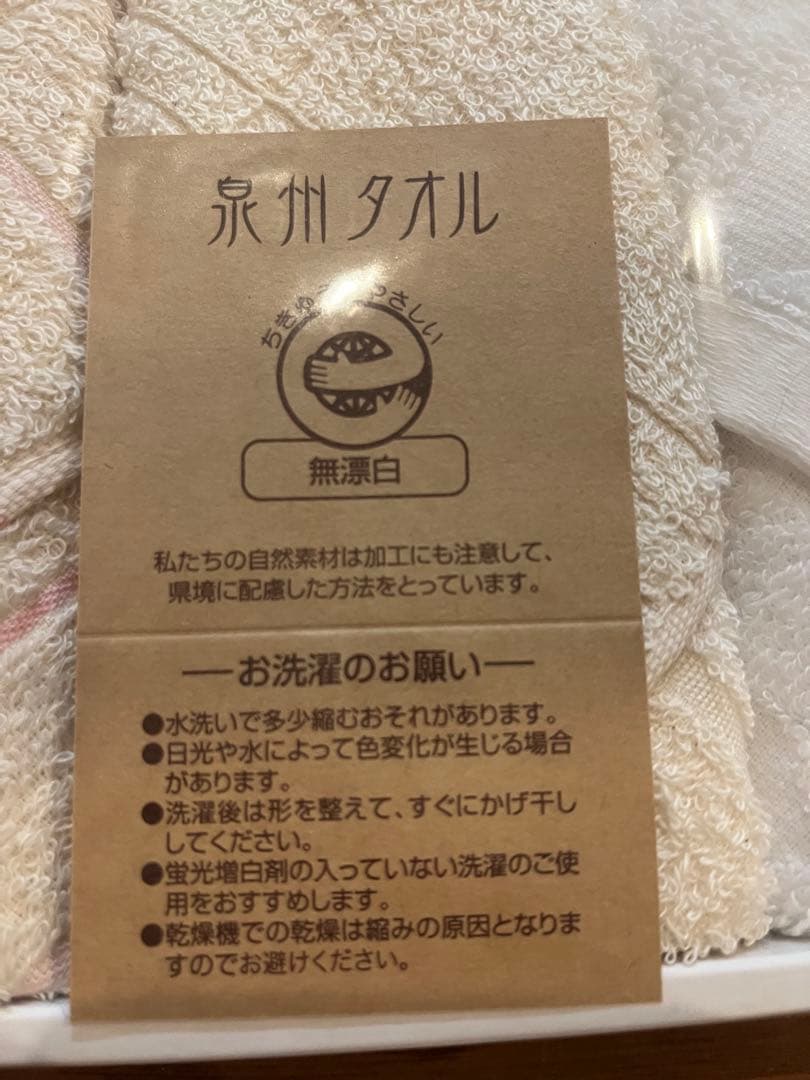 泉州タオル
ちきゅ やさしい
無漂白
私たちの自然素材は加工にも注意して、
県境に配慮した方法をとっています。
―お洗濯のお願い―
●水洗いで多少縮むおそれがあります。
●日光や水によって色変化が生じる場合
があります。
●洗濯後は形を整えて、すぐにかげ干し
してください。
●蛍光増白剤の入っていない洗濯のご使
用をおすすめします。
●乾燥機での乾燥は縮みの原因となりま
すのでお避けください。